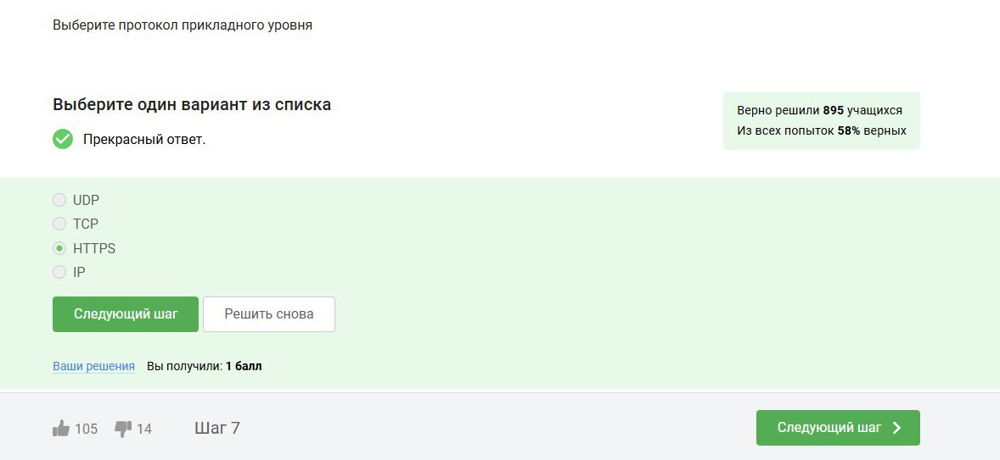 Выберите протокол прикладного уровня
Выберите один вариант из списка
Прекрасный ответ.
Верно решили 895 учащихся
Из всех попыток 58% верных
UDP
TCP
HTTPS
IP
Следующий шаг
Решить снова
Ваши решения Вы получили: 1 балл
105 14 Шаг 7 Следующий шаг